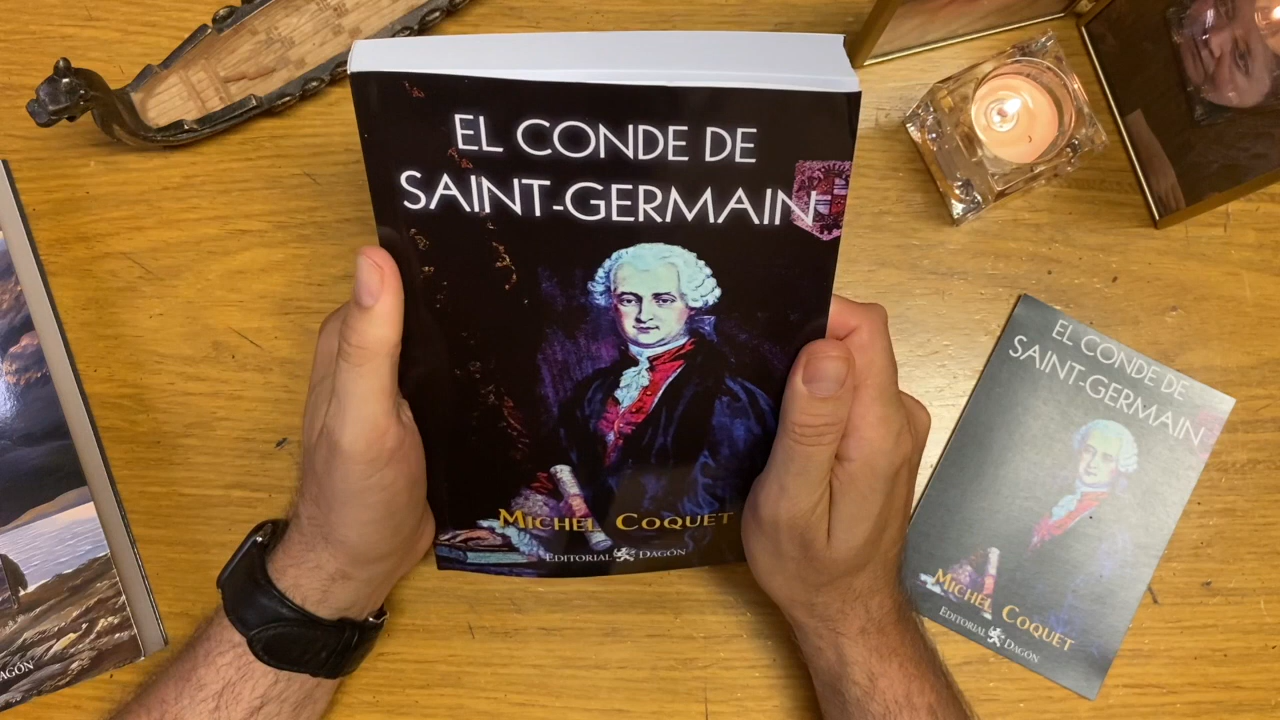 EL CONDE DE
SAINT-GERMAIN
MICHEL COQUET
EDITORIAL DAGÓN
EL CONDE DE
SAINT-GERMAIN
MICHEL COQUET
EDITORIAL DAGÓN
DAGÓN